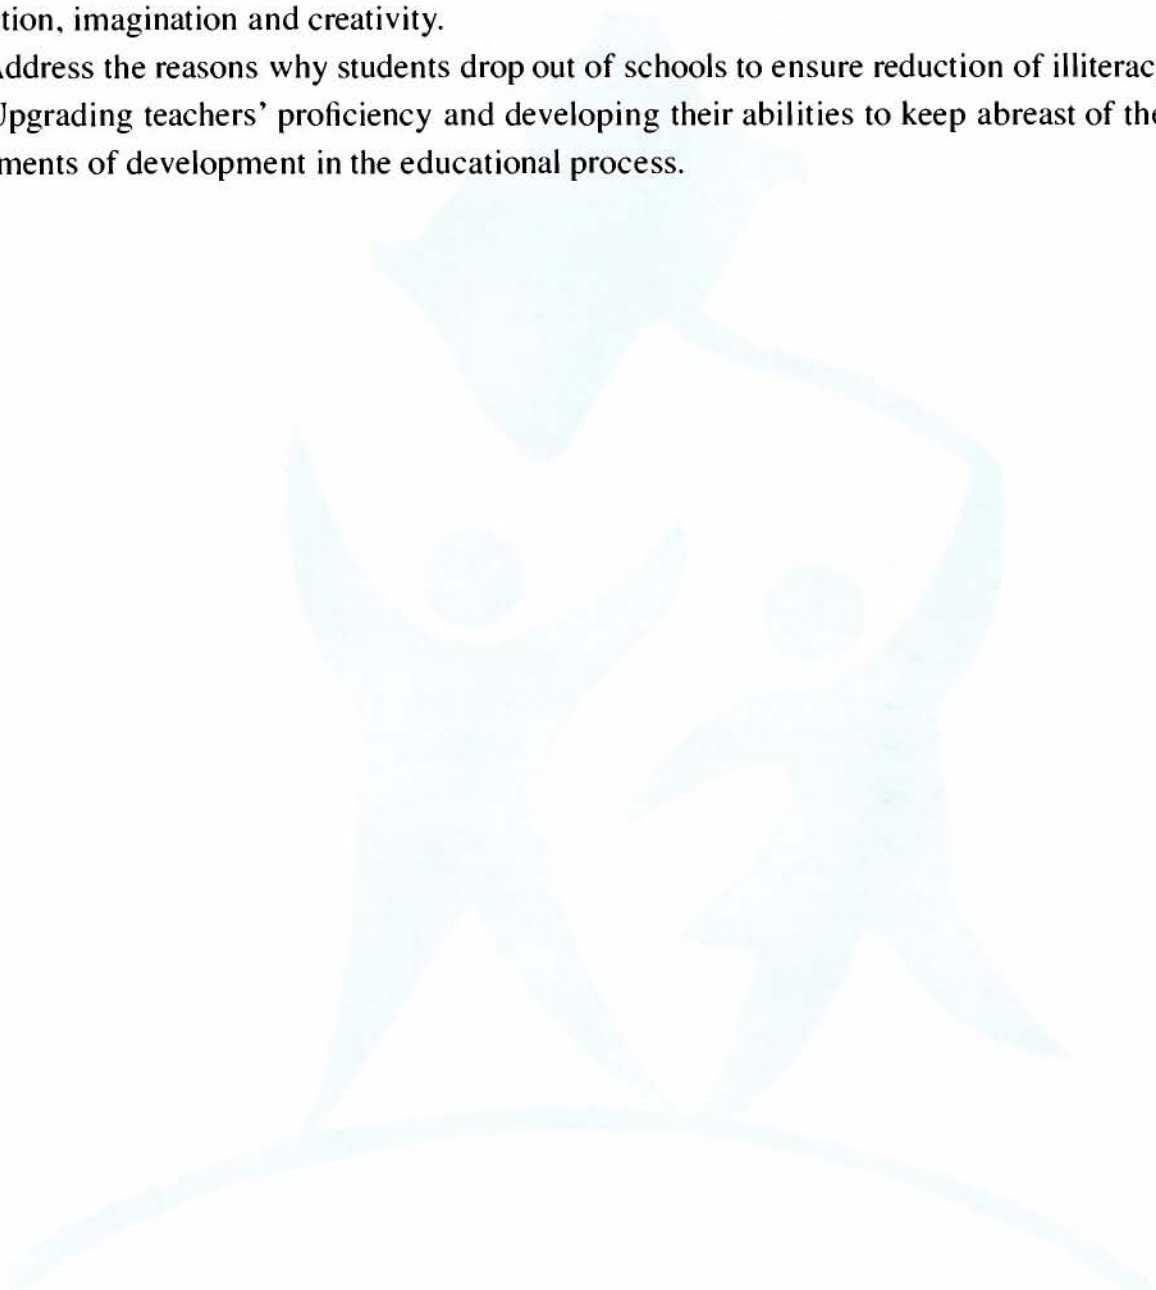 tion, imagination and creativity.
ddress the reasons why students drop out of schools to ensure reduction of illiterac
pgrading teachers’ proficiency and developing their abilities to keep abreast of the
ments of development in the educational process.